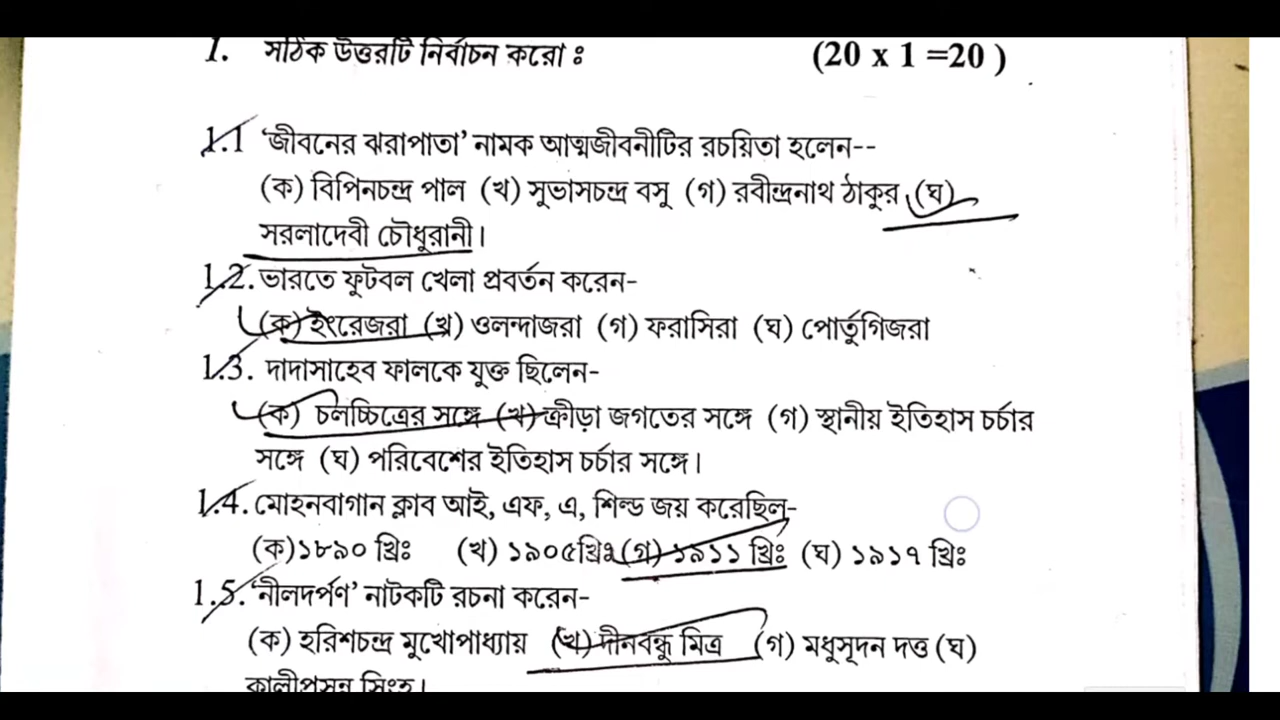 1. সঠিক উত্তরটি নির্বাচন করো ঃ (20 x 1 =20 )
1.1 ‘জীবনের ঝরাপাতা’ নামক আত্মজীবনীটির রচয়িতা হলেন--
(ক) বিপিনচন্দ্র পাল (খ) সুভাসচন্দ্র বসু (গ) রবীন্দ্রনাথ ঠাকুর (ঘ)
সরলাদেবী চৌধুরানী।
1.2. ভারতে ফুটবল খেলা প্রবর্তন করেন-
(ক) ইংরেজরা (খ) ওলন্দাজরা (গ) ফরাসিরা (ঘ) পোর্তুগিজরা
1.3. দাদাসাহেব ফালকে যুক্ত ছিলেন-
(ক) চলচ্চিত্রের সঙ্গে (খ) ক্রীড়া জগতের সঙ্গে (গ) স্থানীয় ইতিহাস চর্চার
সঙ্গে (ঘ) পরিবেশের ইতিহাস চর্চার সঙ্গে।
1.4. মোহনবাগান ক্লাব আই, এফ, এ, শিল্ড জয় করেছিল-
(ক)১৮৯০ খ্রিঃ (খ) ১৯০৫খ্রিঃ (গ) ১৯১১ খ্রিঃ (ঘ) ১৯১৭ খ্রিঃ
1.5. ‘নীলদর্পণ’ নাটকটি রচনা করেন-
(ক) হরিশচন্দ্র মুখোপাধ্যায় (খ) দীনবন্ধু মিত্র (গ) মধুসূদন দত্ত (ঘ)
কালীপ্রসন্ন সিংহ।